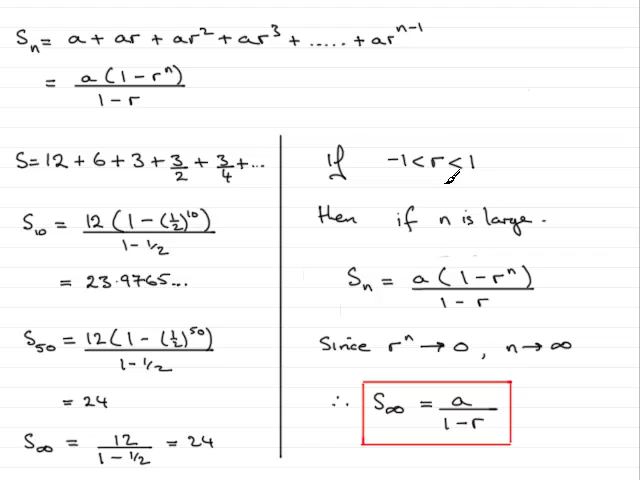 Sₙ = a + ar + ar² + ar³ + ..... + arⁿ⁻¹
= a(1 - rⁿ) / 1 - r
S = 12 + 6 + 3 + 3/2 + 3/4 + ...
S₁₀ = 12(1 - (1/2)¹⁰) / 1 - 1/2
= 23.9765...
S₅₀ = 12(1 - (1/2)⁵⁰) / 1 - 1/2
= 24
S∞ = 12 / 1 - 1/2 = 24
If -1 < r < 1
then if n is large.
Sₙ = a(1 - rⁿ) / 1 - r
Since rⁿ → 0, n → ∞
∴ S∞ = a / 1 - r